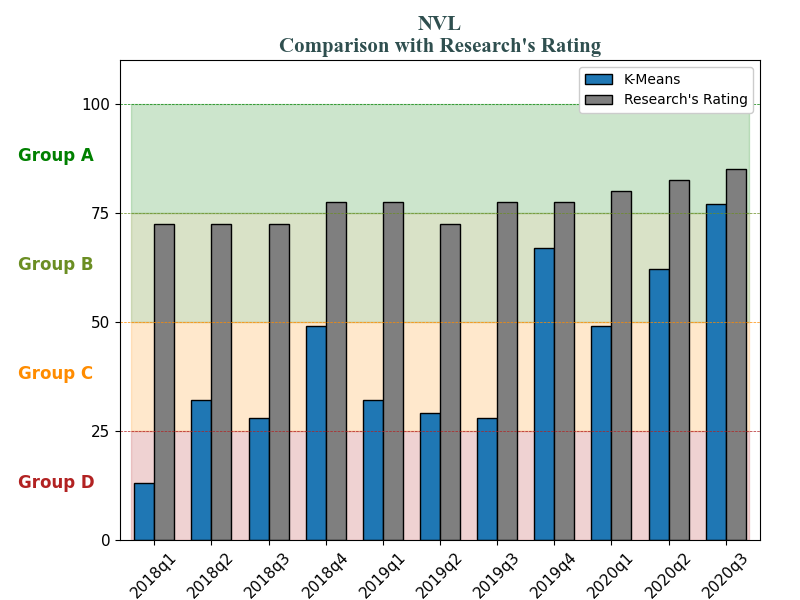 NVL
Comparison with Research's Rating
K-Means
Research's Rating
100
Group A
75
Group B
50
Group C
25
Group D
0
2018q1
2018q2
2018q3
2018q4
2019q1
2019q2
2019q3
2019q4
2020q1
2020q2
2020q3